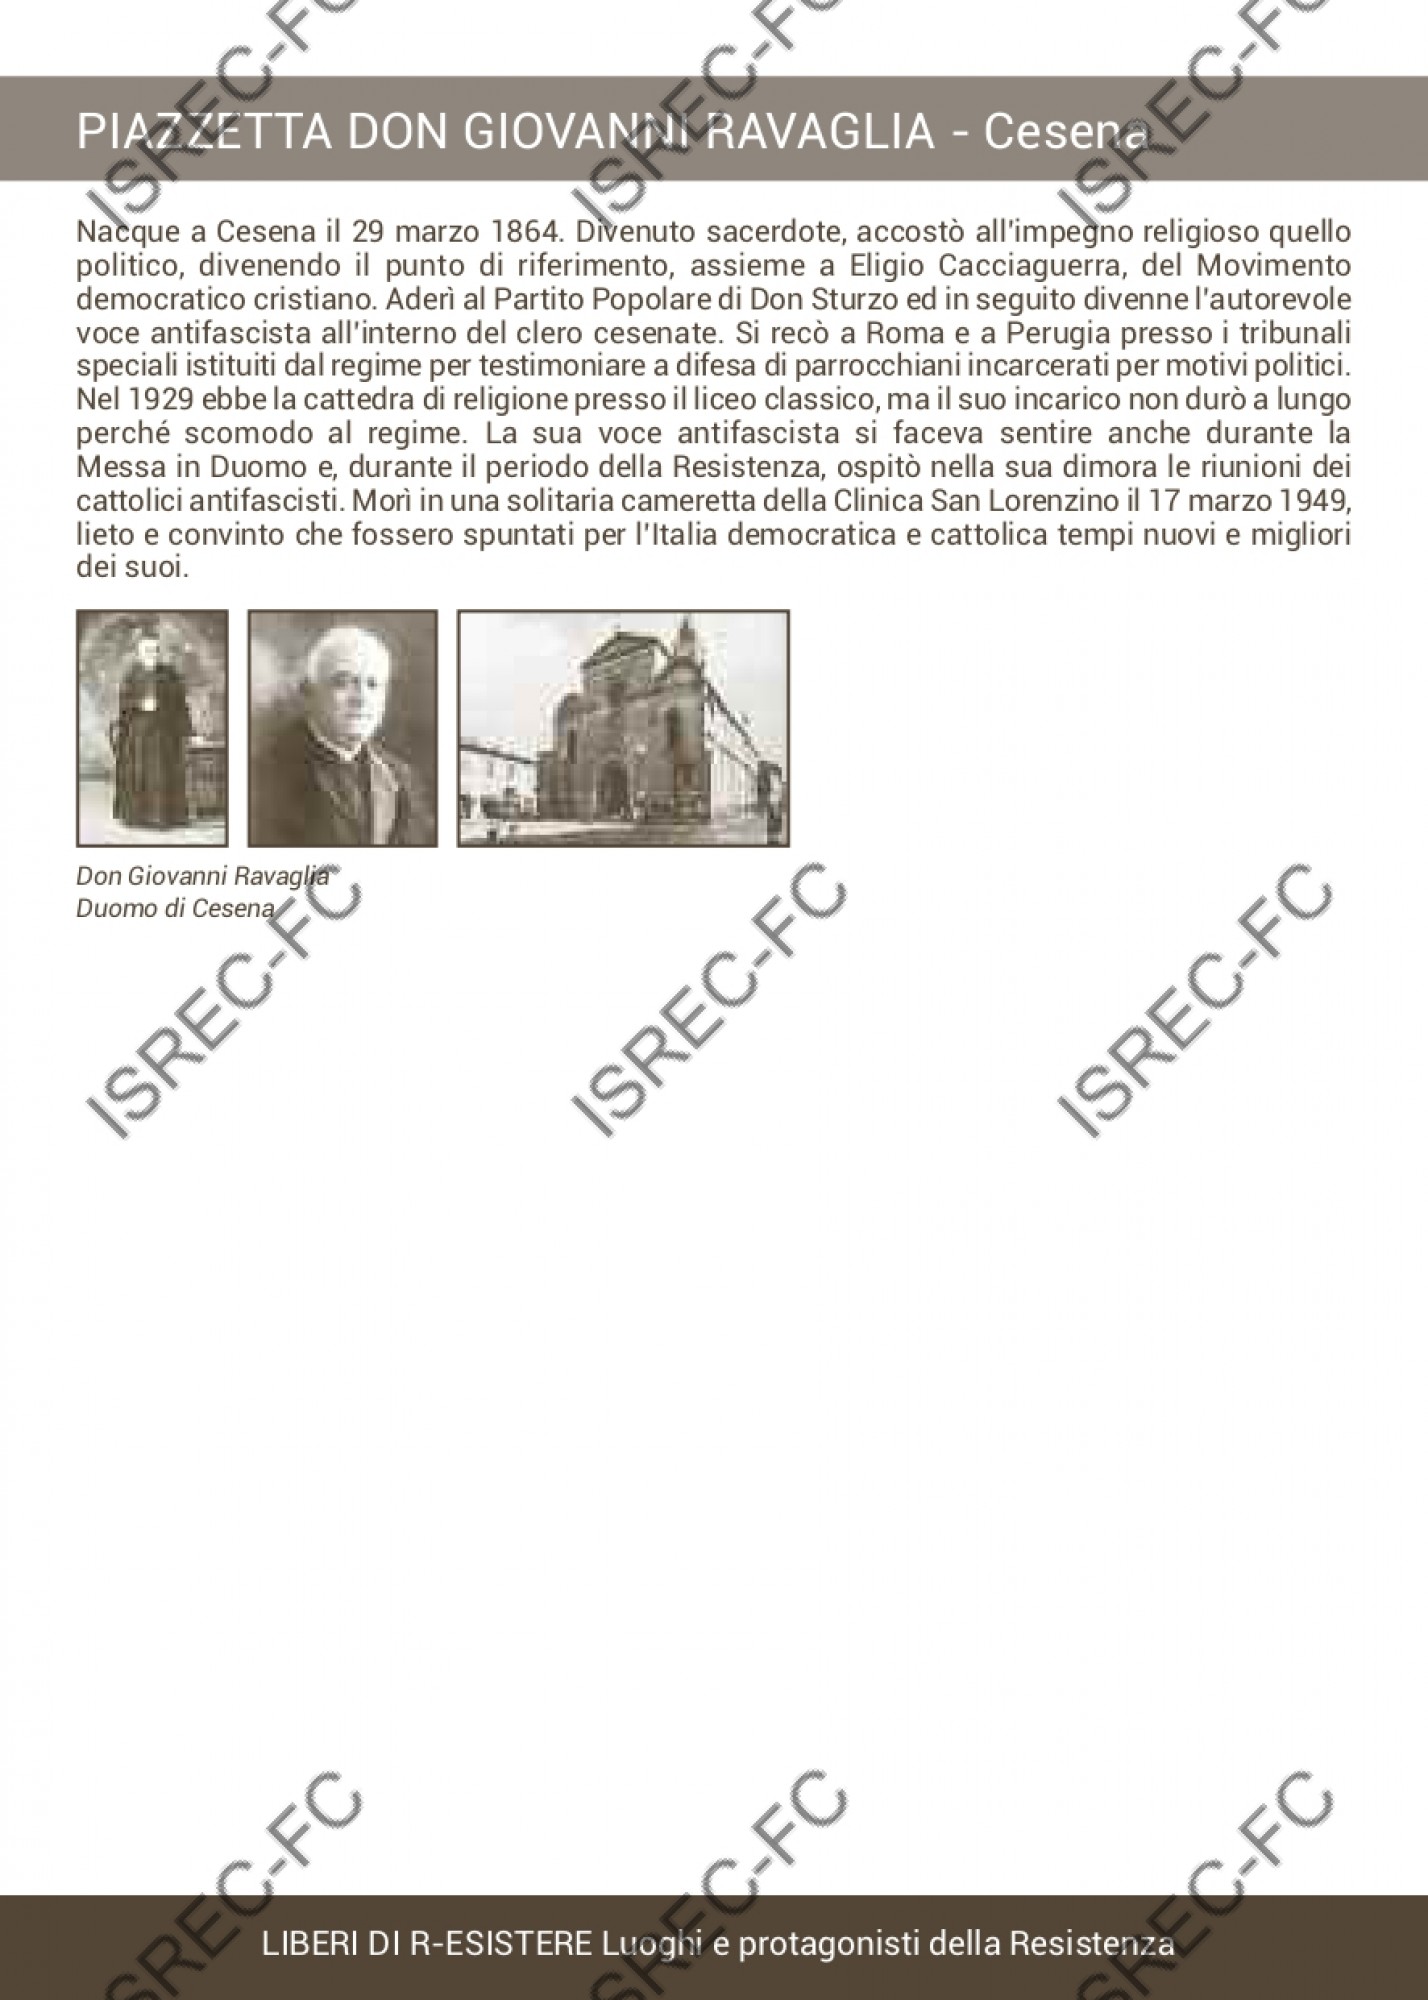 PIAZZETTA DON GIOVANNI RAVAGLIA - Cesena
Nacque a Cesena il 29 marzo 1864. Divenuto sacerdote, accostò all'impegno religioso quello
politico, divenendo il punto di riferimento, assieme a Eligio Cacciaguerra, del Movimento
democratico cristiano. Aderì al Partito Popolare di Don Sturzo ed in seguito divenne l'autorevole
voce antifascista all'interno del clero cesenate. Si recò a Roma e a Perugia presso i tribunali
speciali istituiti dal regime per testimoniare a difesa di parrocchiani incarcerati per motivi politici.
Nel 1929 ebbe la cattedra di religione presso il liceo classico, ma il suo incarico non durò a lungo
perché scomodo al regime. La sua voce antifascista si faceva sentire anche durante la
Messa in Duomo e, durante il periodo della Resistenza, ospitò nella sua dimora le riunioni dei
cattolici antifascisti. Morì in una solitaria cameretta della Clinica San Lorenzino il 17 marzo 1949,
lieto e convinto che fossero spuntati per l'Italia democratica e cattolica tempi nuovi e migliori
dei suoi.
Don Giovanni Ravaglia
Duomo di Cesena
LIBERI DI R-ESISTERE Luoghi e protagonisti della Resistenza
ISREC-FC
ISREC-FC
ISREC-FC
ISREC-FC
ISREC-FC
ISREC-FC
ISREC-FC
ISREC-FC
ISREC-FC